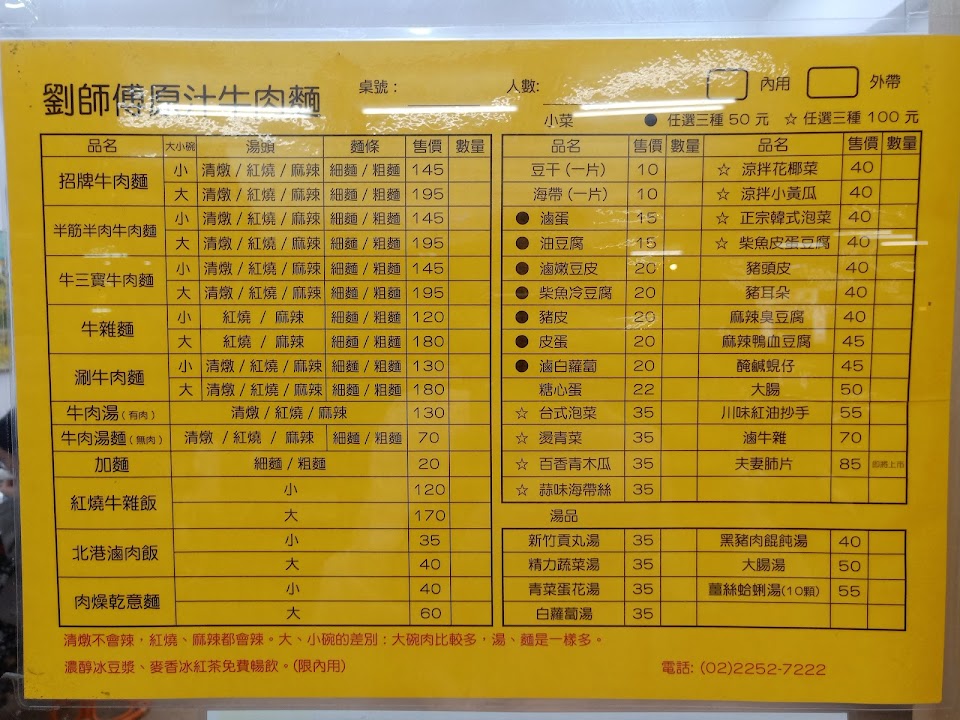 劉師傅原汁牛肉麵 桌號： 人數: 內用 外帶
小菜 ● 任選三種 50 元 ☆ 任選三種 100 元
品名 大小碗 湯頭 麵條 售價 數量
招牌牛肉麵 小 清燉/紅燒/麻辣 細麵/粗麵 145
大 清燉/紅燒/麻辣 細麵/粗麵 195
半筋半肉牛肉麵 小 清燉/紅燒/麻辣 細麵/粗麵 145
大 清燉/紅燒/麻辣 細麵/粗麵 195
牛三寶牛肉麵 小 清燉/紅燒/麻辣 細麵/粗麵 145
大 清燉/紅燒/麻辣 細麵/粗麵 195
牛雜麵 小 紅燒 / 麻辣 細麵/粗麵 120
大 紅燒 / 麻辣 細麵/粗麵 180
涮牛肉麵 小 清燉/紅燒/麻辣 細麵/粗麵 130
大 清燉/紅燒/麻辣 細麵/粗麵 180
牛肉湯(有肉) 清燉/紅燒/麻辣 130
牛肉湯麵(無肉) 清燉/紅燒/麻辣 細麵/粗麵 70
加麵 細麵/粗麵 20
紅燒牛雜飯 小 120
大 170
北港滷肉飯 小 35
大 40
肉燥乾意麵 小 40
大 60
品名 售價 數量 品名 售價 數量
豆干(一片) 10 ☆ 涼拌花椰菜 40
海帶(一片) 10 ☆ 涼拌小黃瓜 40
● 滷蛋 15 ☆ 正宗韓式泡菜 40
● 油豆腐 15 ☆ 柴魚皮蛋豆腐 40
● 滷嫩豆皮 20 豬頭皮 40
● 柴魚冷豆腐 20 豬耳朵 40
● 豬皮 20 麻辣臭豆腐 40
● 皮蛋 20 麻辣鴨血豆腐 45
● 滷白蘿蔔 20 醃鹹蜆仔 45
糖心蛋 22 大腸 50
☆ 台式泡菜 35 川味紅油抄手 55
☆ 燙青菜 35 滷牛雜 70
☆ 百香青木瓜 35 夫妻肺片 85 即將上市
☆ 蒜味海帶絲 35
湯品
新竹貢丸湯 35 黑豬肉餛飩湯 40
精力蔬菜湯 35 大腸湯 50
青菜蛋花湯 35 薑絲蛤蜊湯(10顆) 55
白蘿蔔湯 35
清燉不會辣，紅燒、麻辣都會辣。大、小碗的差別：大碗肉比較多，湯、麵是一樣多。
濃醇冰豆漿、麥香冰紅茶免費暢飲。(限內用) 電話: (02)2252-7222